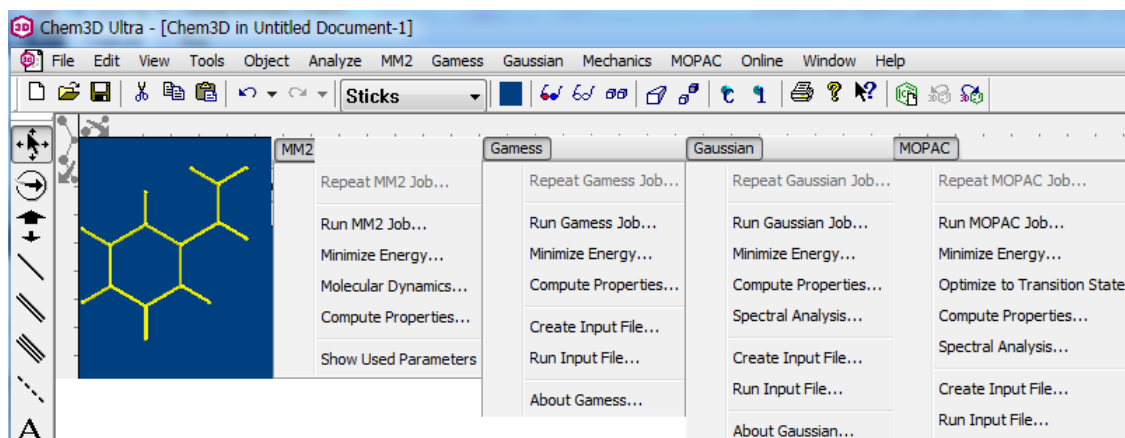 Chem3D Ultra - [Chem3D in Untitled Document-1]
File Edit View Tools Object Analyze MM2 Gamess Gaussian Mechanics MOPAC Online Window Help
Sticks
MM2
Repeat MM2 Job...
Run MM2 Job...
Minimize Energy...
Molecular Dynamics...
Compute Properties...
Show Used Parameters
Gamess
Repeat Gamess Job...
Run Gamess Job...
Minimize Energy...
Compute Properties...
Create Input File...
Run Input File...
About Gamess...
Gaussian
Repeat Gaussian Job...
Run Gaussian Job...
Minimize Energy...
Compute Properties...
Spectral Analysis...
Create Input File...
Run Input File...
About Gaussian...
MOPAC
Repeat MOPAC Job...
Run MOPAC Job...
Minimize Energy...
Optimize to Transition State
Compute Properties...
Spectral Analysis...
Create Input File...
Run Input File...
A